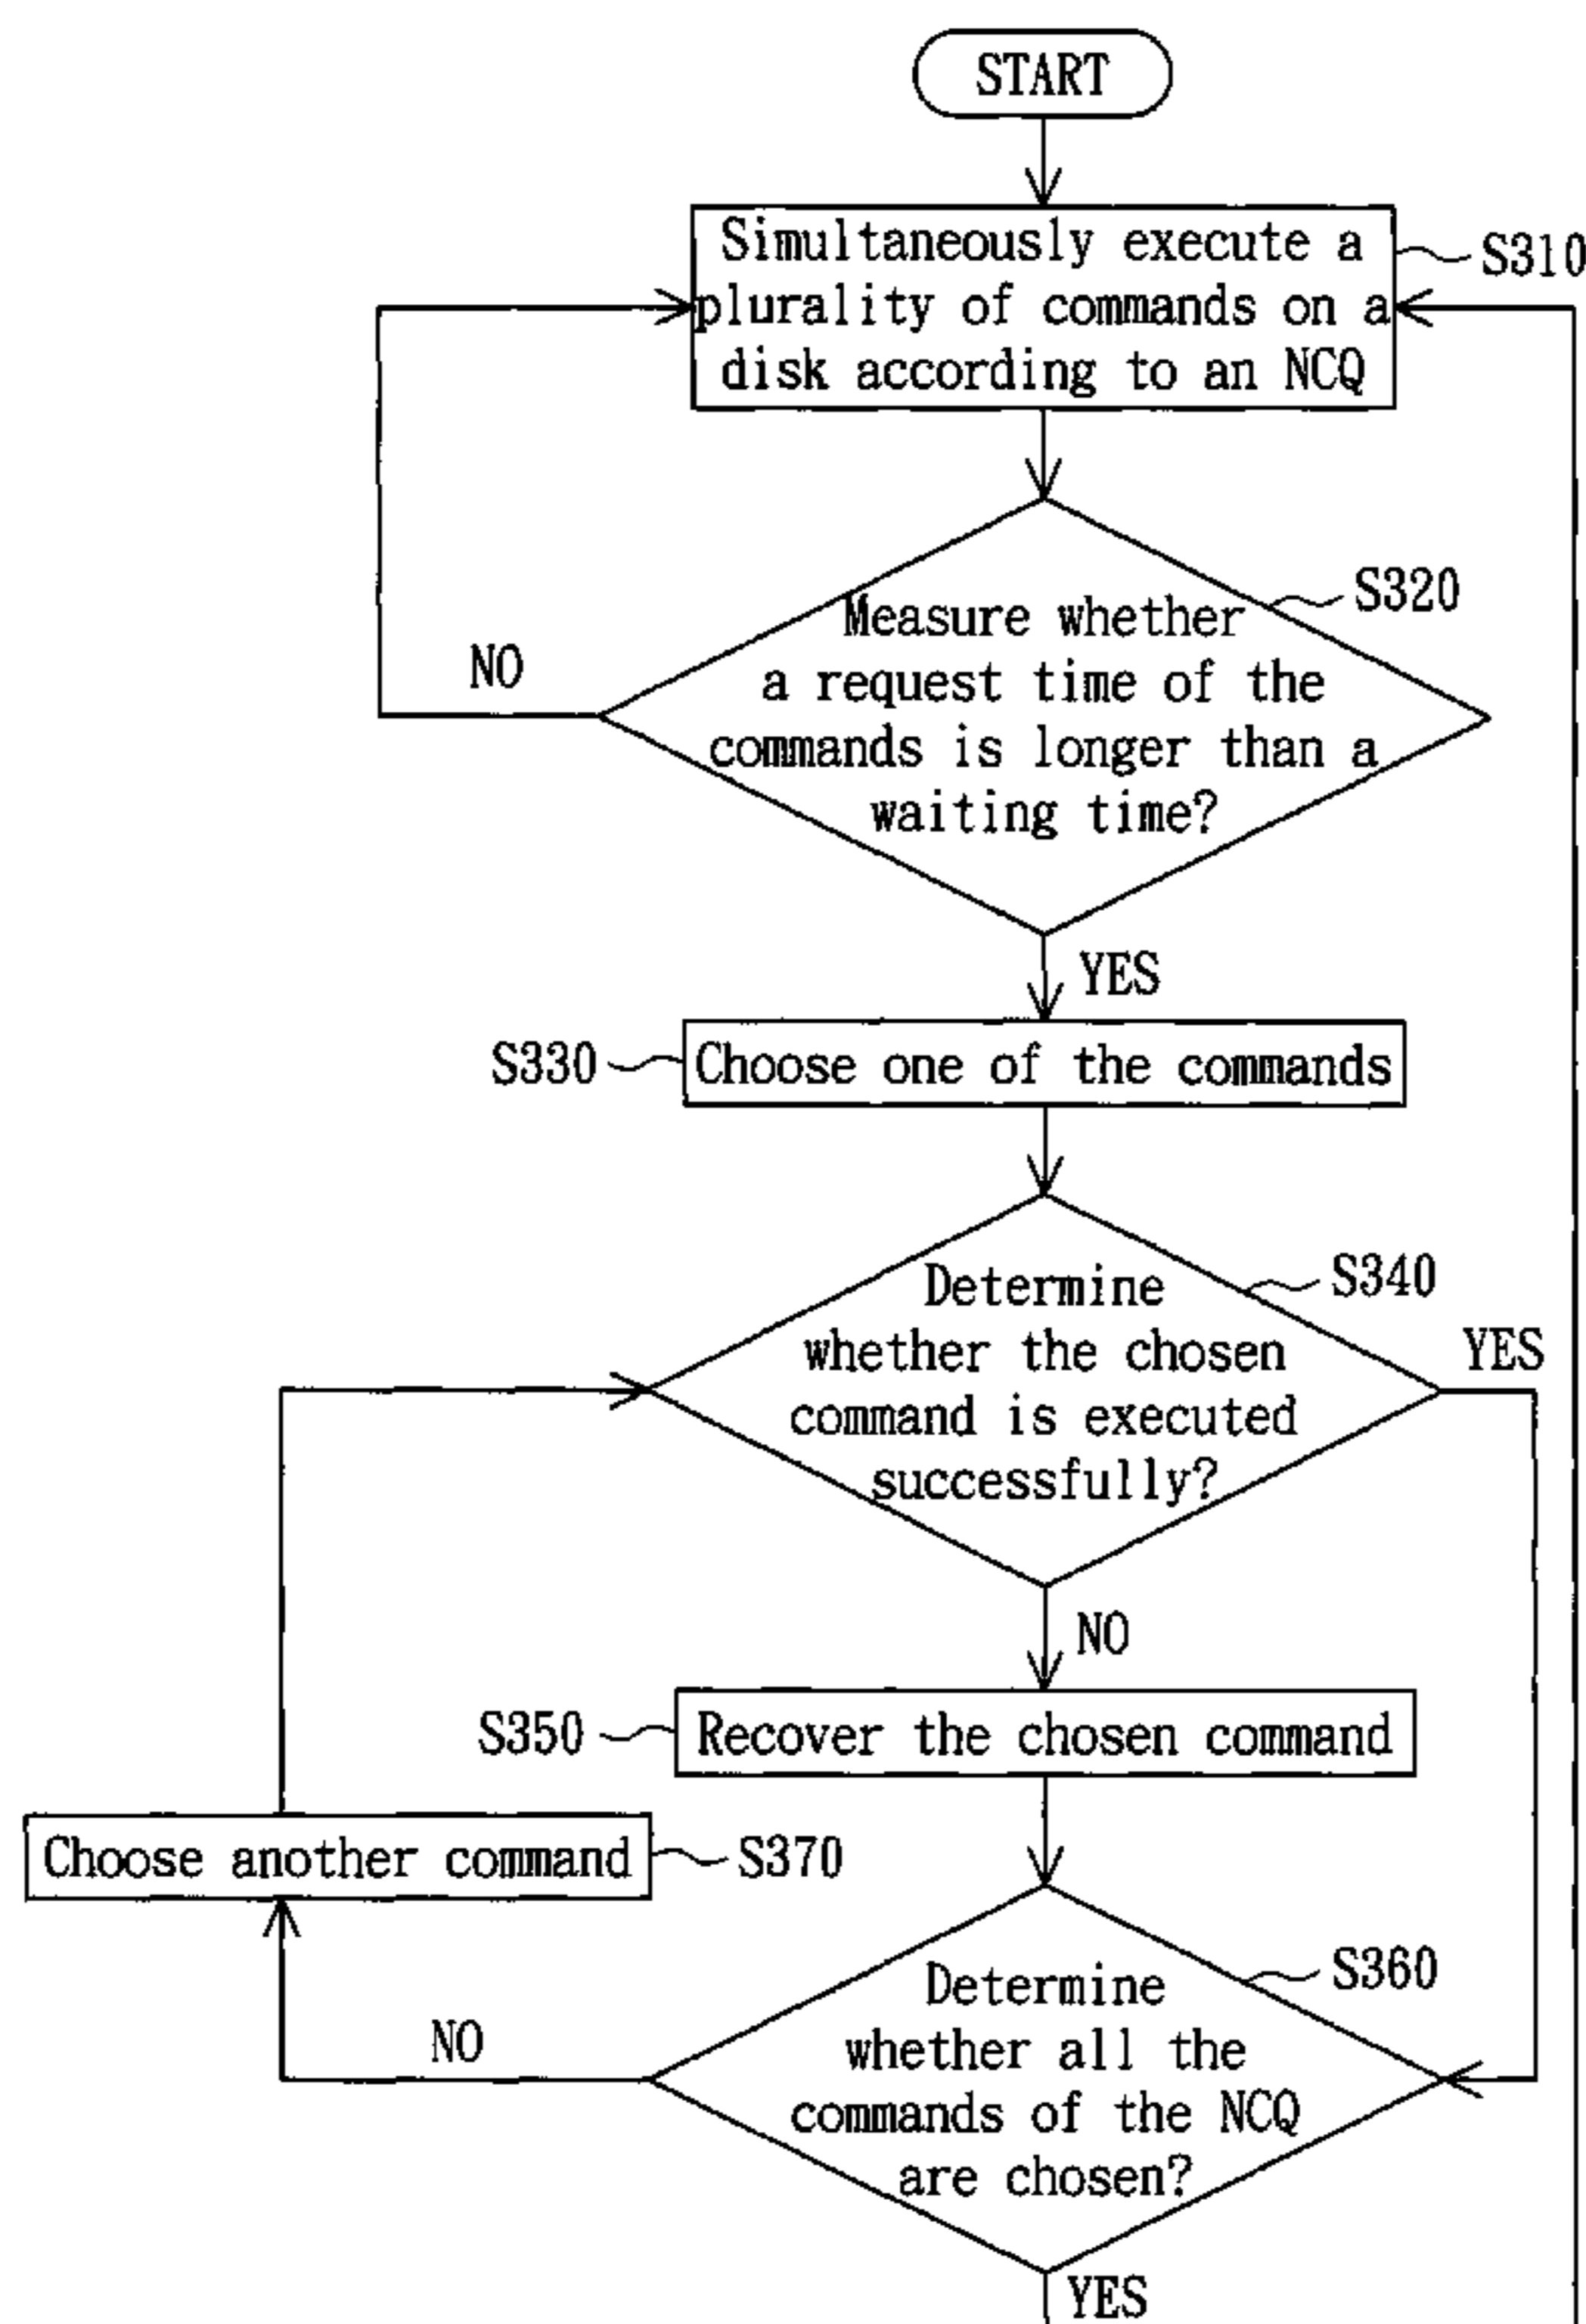 START
Simultaneously execute a
plurality of commands on a
disk according to an NCQ
S310
S320
Measure whether
a request time of the
commands is longer than a
waiting time?
NO
YES
S330
Choose one of the commands
Determine
whether the chosen
command is executed
successfully?
S340
YES
NO
S350
Recover the chosen command
Choose another command
S370
S360
Determine
whether all the
commands of the NCQ
are chosen?
NO
YES